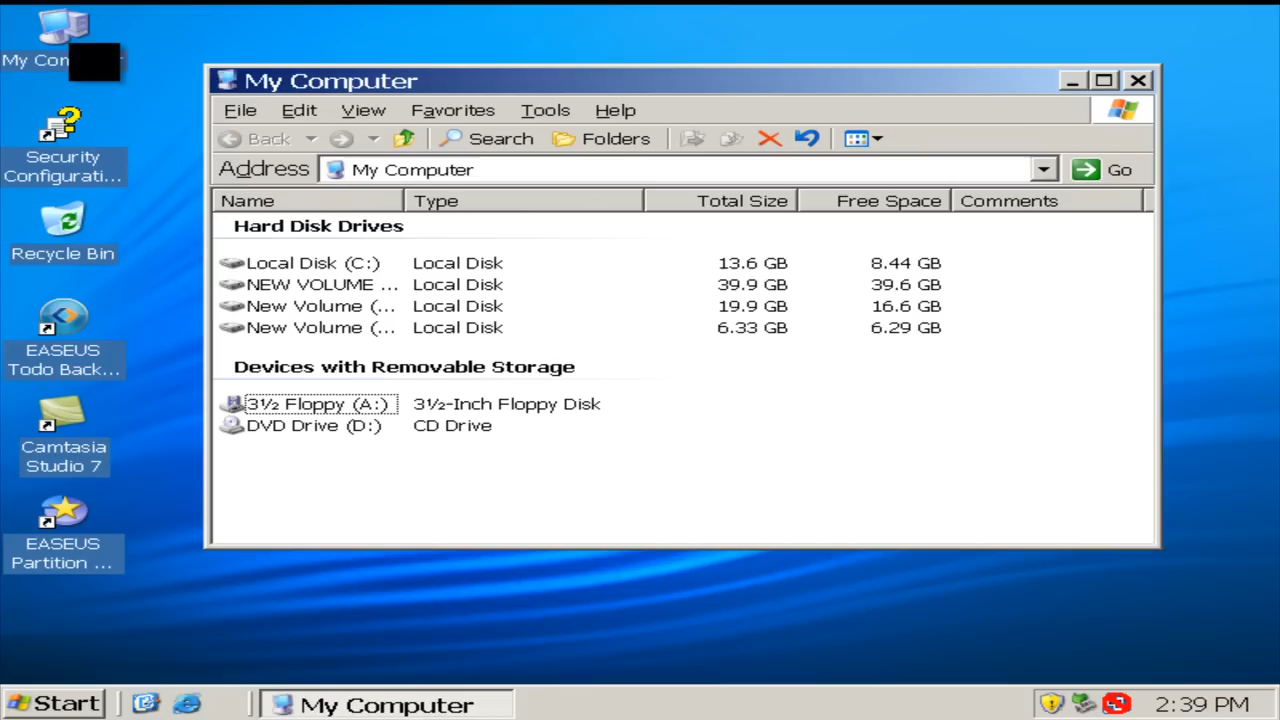 My Com
Security
Configurati...
Recycle Bin
EASEUS
Todo Back...
Camtasia
Studio 7
EASEUS
Partition ...
My Computer
File Edit View Favorites Tools Help
Back Search Folders
Address My Computer Go
Name Type Total Size Free Space Comments
Hard Disk Drives
Local Disk (C:) Local Disk 13.6 GB 8.44 GB
NEW VOLUME ... Local Disk 39.9 GB 39.6 GB
New Volume (... Local Disk 19.9 GB 16.6 GB
New Volume (... Local Disk 6.33 GB 6.29 GB
Devices with Removable Storage
3½ Floppy (A:) 3½-Inch Floppy Disk
DVD Drive (D:) CD Drive
Start My Computer 2:39 PM